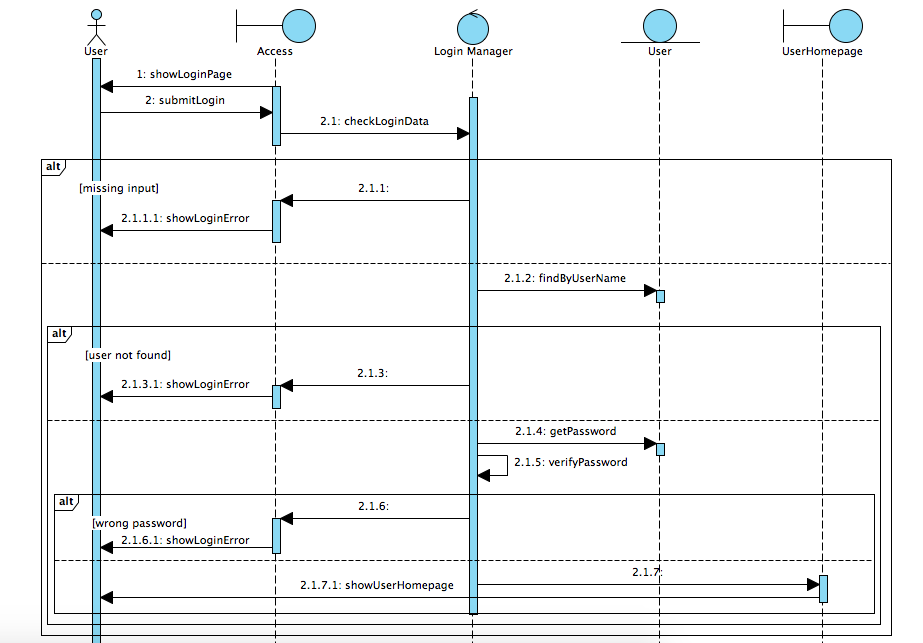 User
Access
Login Manager
User
UserHomepage
1: showLoginPage
2: submitLogin
2.1: checkLoginData
alt
[missing input]
2.1.1:
2.1.1.1: showLoginError
2.1.2: findByUserName
alt
[user not found]
2.1.3:
2.1.3.1: showLoginError
2.1.4: getPassword
2.1.5: verifyPassword
alt
[wrong password]
2.1.6:
2.1.6.1: showLoginError
2.1.7:
2.1.7.1: showUserHomepage